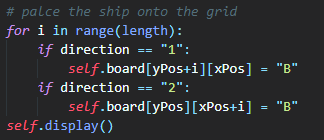 # palce the ship onto the grid
for i in range(length):
    if direction == "1":
        self.board[yPos+i][xPos] = "B"
    if direction == "2":
        self.board[yPos][xPos+i] = "B"
self.display()